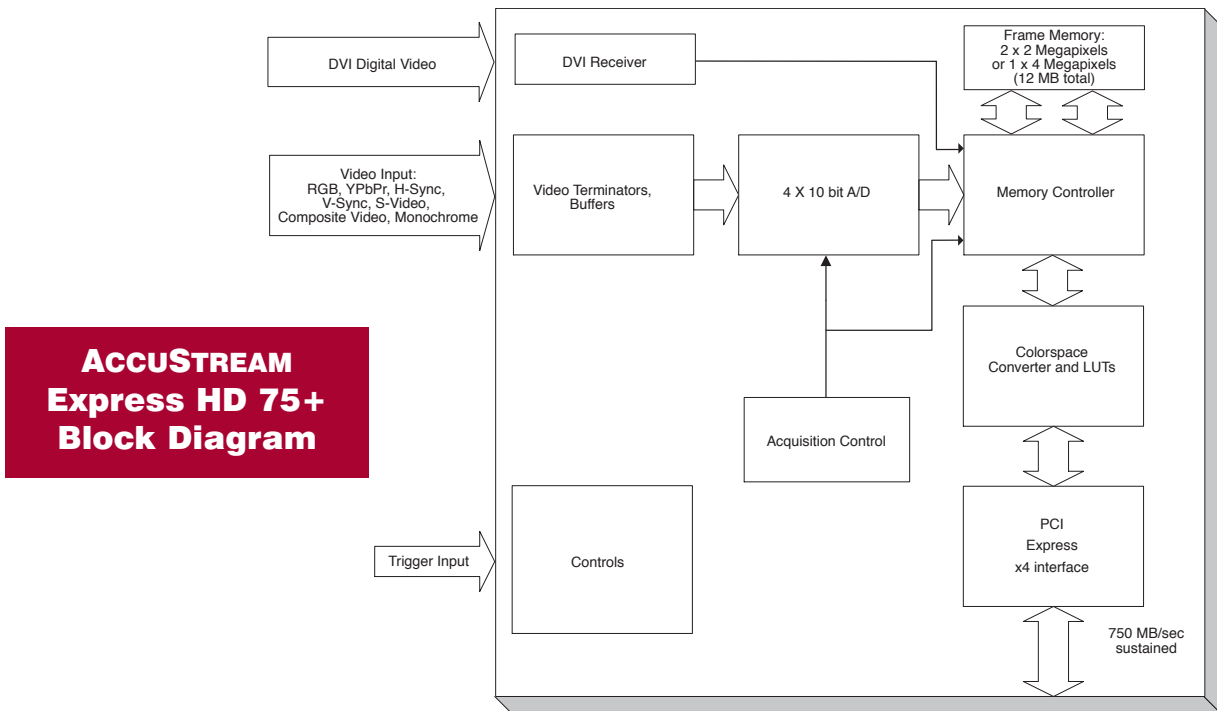 DVI Digital Video
DVI Receiver
Frame Memory:
2 x 2 Megapixels
or 1 x 4 Megapixels
(12 MB total)
Video Input:
RGB, YPbPr, H-Sync,
V-Sync, S-Video,
Composite Video, Monochrome
Video Terminators,
Buffers
4 X 10 bit A/D
Memory Controller
ACCUSTREAM
Express HD 75+
Block Diagram
Colorspace
Converter and LUTs
Acquisition Control
Trigger Input
Controls
PCI
Express
x4 interface
750 MB/sec
sustained